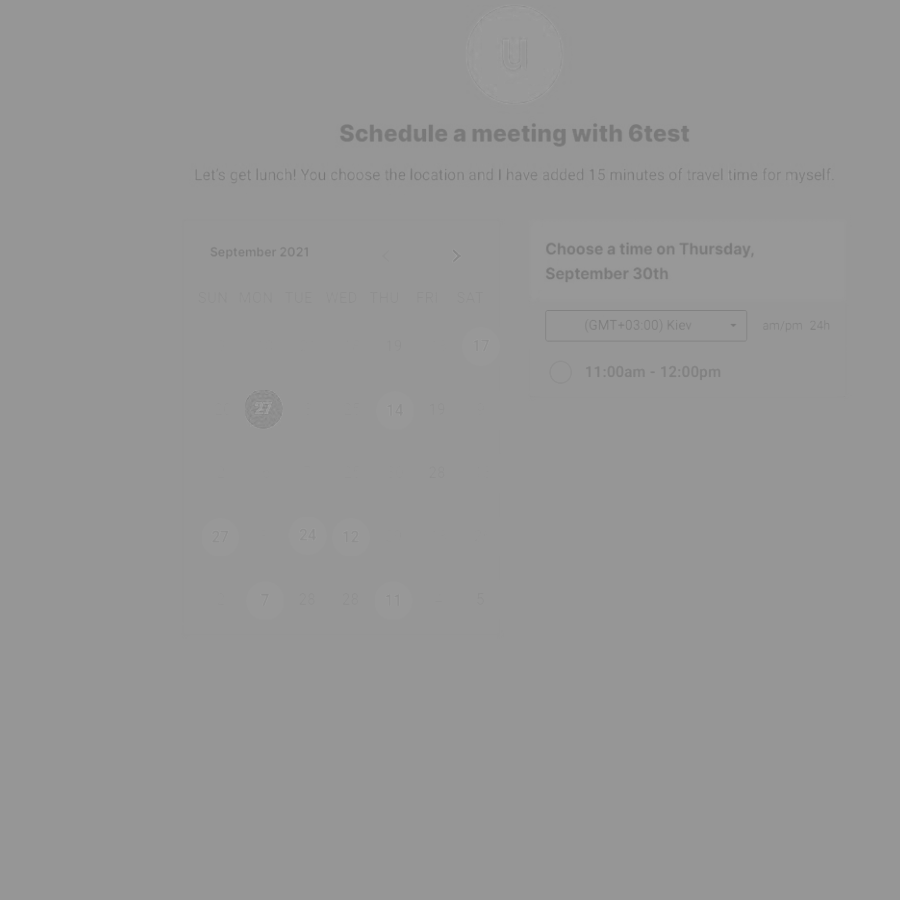 Schedule a meeting with 6test
Let's get lunch! You choose the location and I have added 15 minutes of travel time for myself.
September 2021
SUN MON TUE WED THU FRI SAT
17
27 14 19
27 24 12
7 28 11 5
Choose a time on Thursday,
September 30th
(GMT+03:00) Kiev am/pm 24h
11:00am - 12:00pm